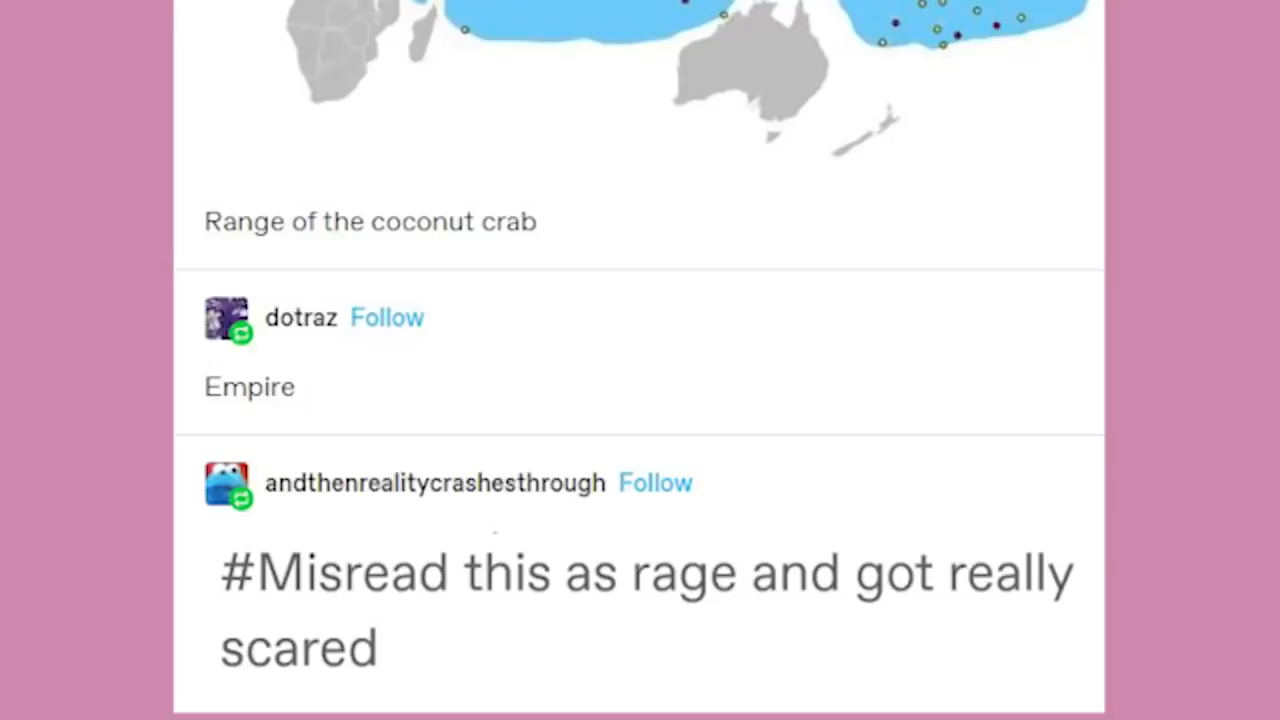 Range of the coconut crab
dotraz Follow
Empire
andthenrealitycrashesthrough Follow
#Misread this as rage and got really
scared